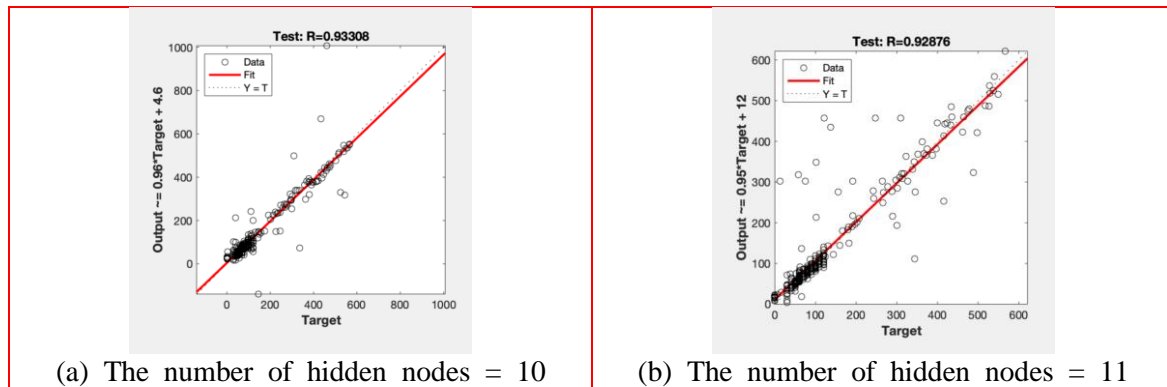 Test: R=0.93308
1000
Data
Fit
Y = T
800
600
400
200
0
Output ~= 0.96*Target + 4.6
0
200
400
600
800
1000
Target
(a) The number of hidden nodes = 10
Test: R=0.92876
600
Data
Fit
Y = T
500
400
300
200
100
0
Output ~= 0.95*Target + 12
0
100
200
300
400
500
600
Target
(b) The number of hidden nodes = 11